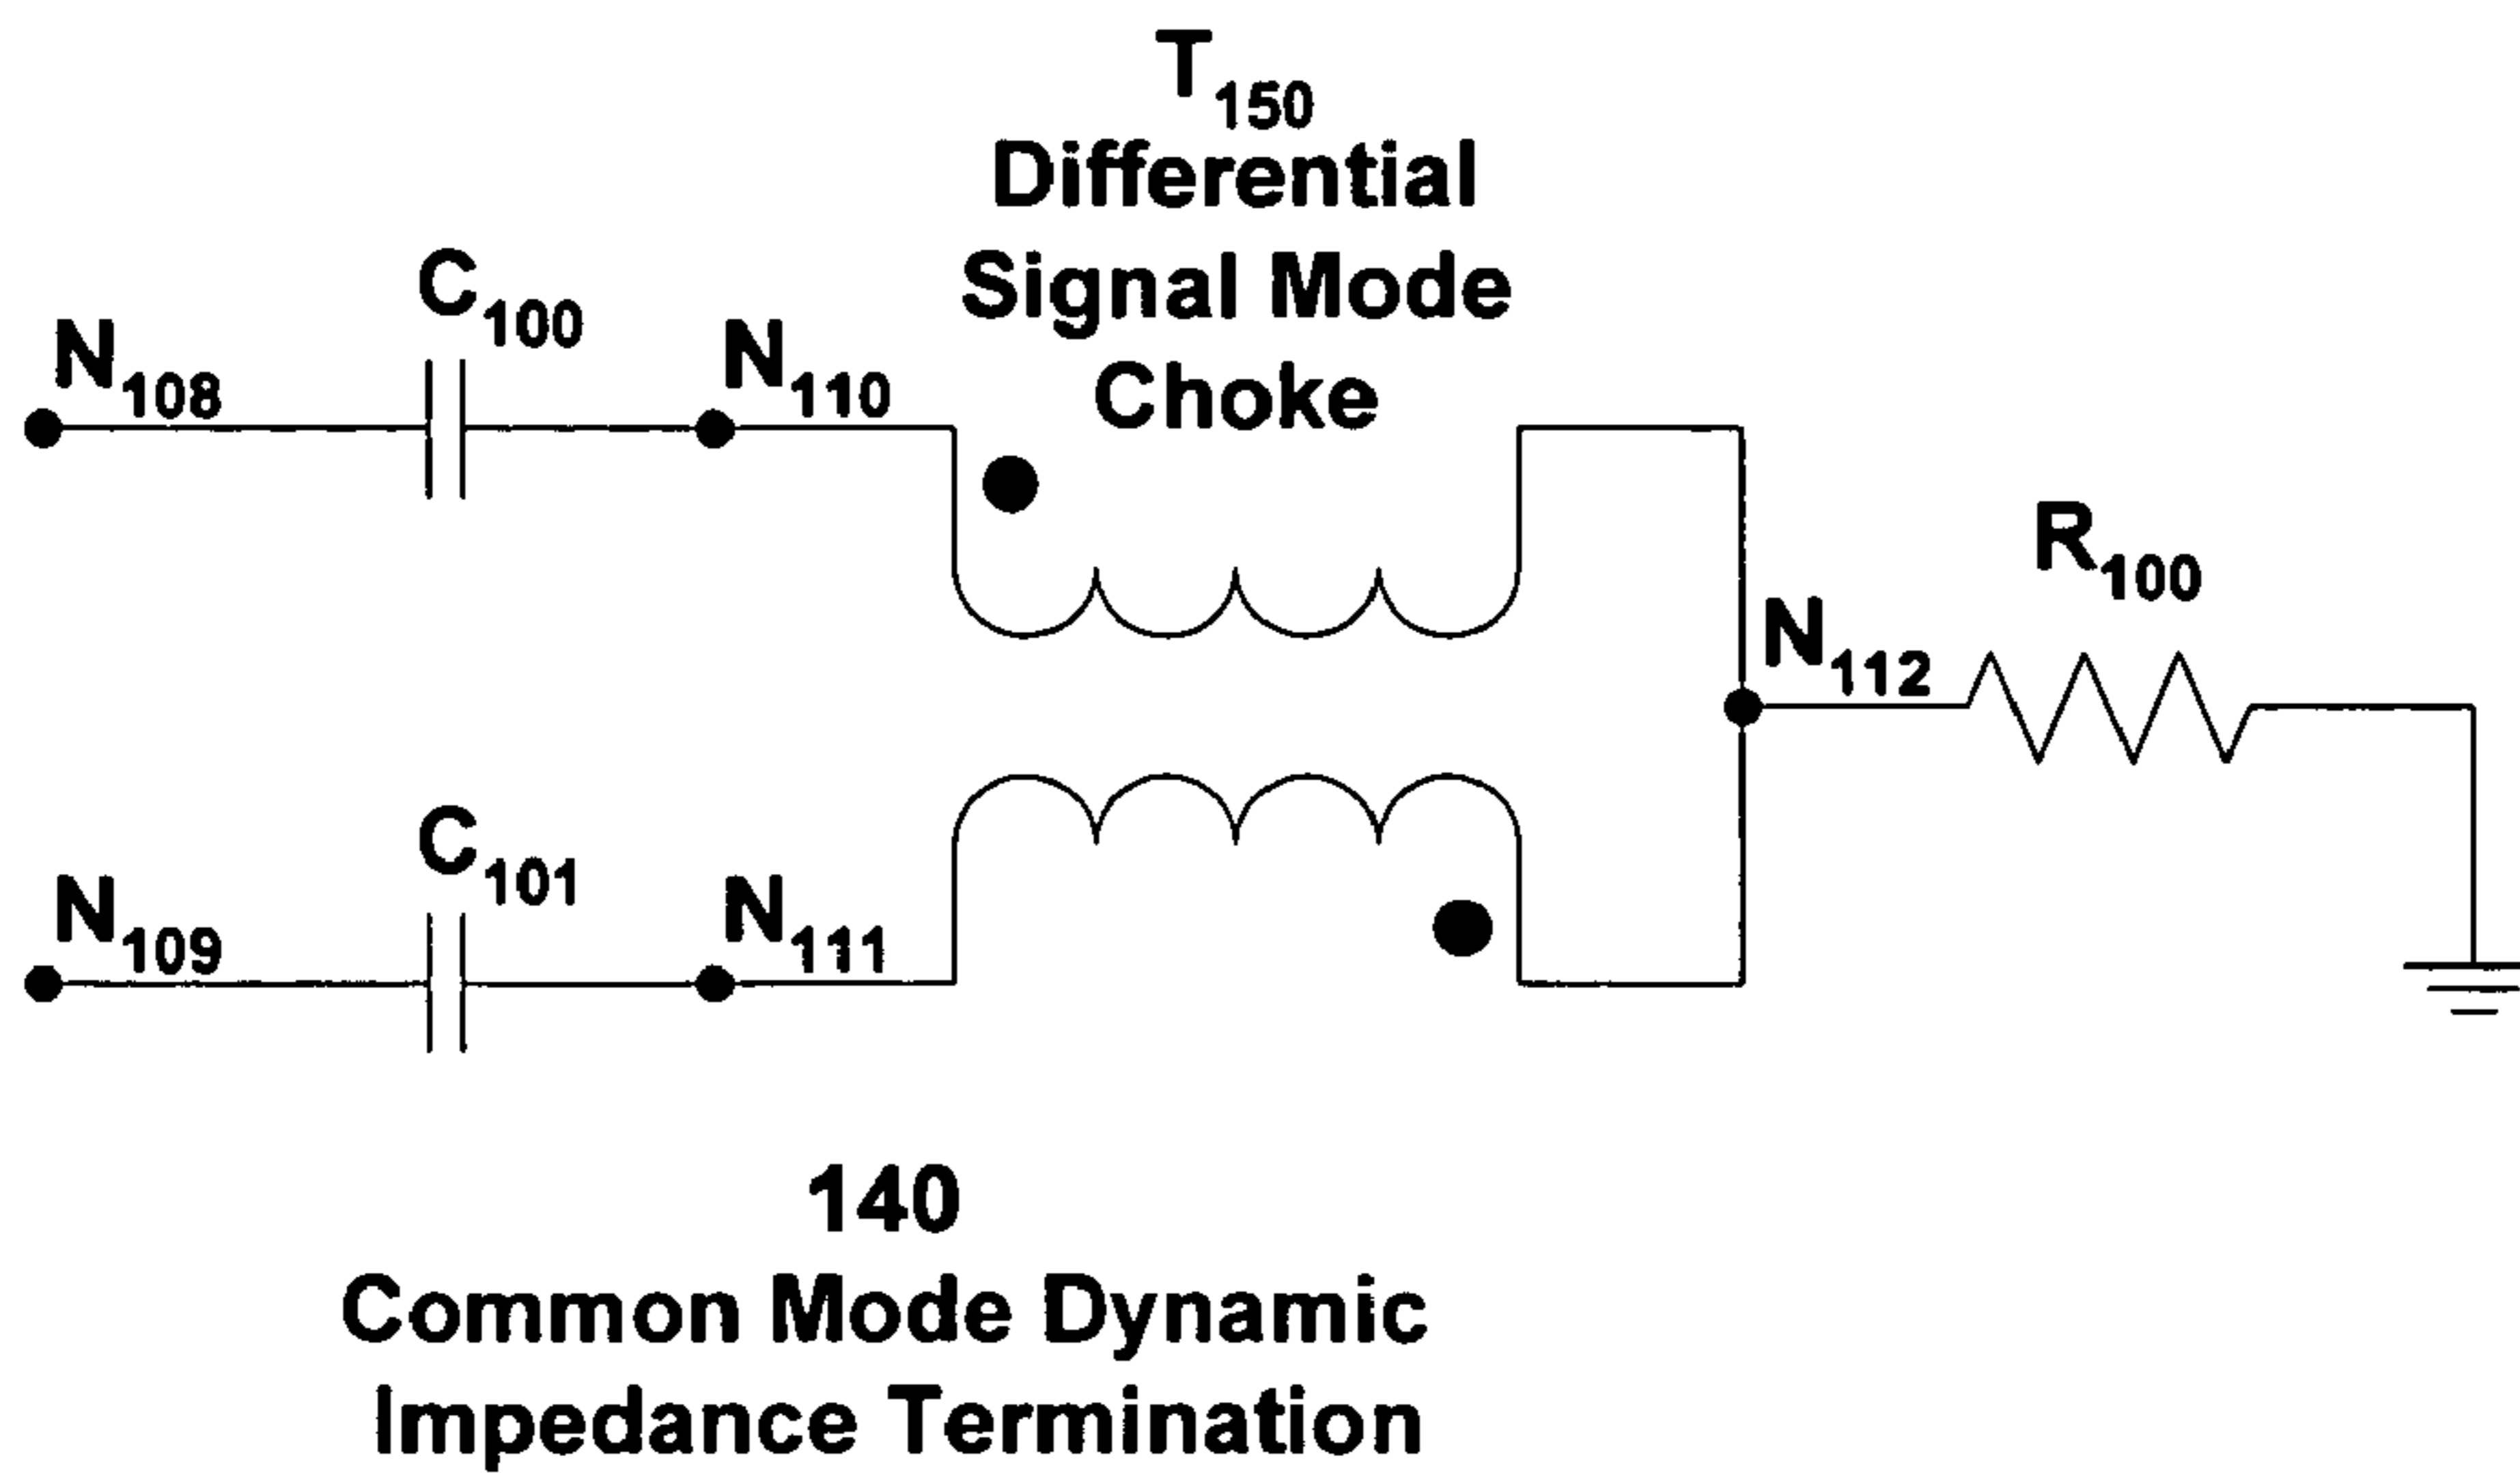 T150
Differential
Signal Mode
Choke
C100
N108
N110
R100
N112
C101
N109
N111
140
Common Mode Dynamic
Impedance Termination